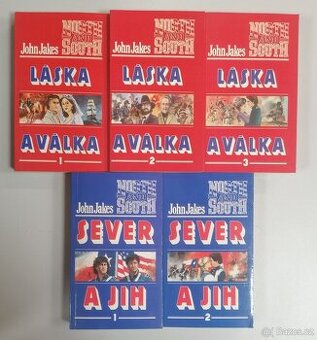 John Jakes NORTH AND SOUTH
LÁSKA
A VÁLKA
1
John Jakes NORTH AND SOUTH
LÁSKA
A VÁLKA
2
John Jakes NORTH AND SOUTH
LÁSKA
A VÁLKA
3
John Jakes NORTH AND SOUTH
SEVER
A JIH
1
John Jakes NORTH AND SOUTH
SEVER
A JIH
2
Bazos.cz